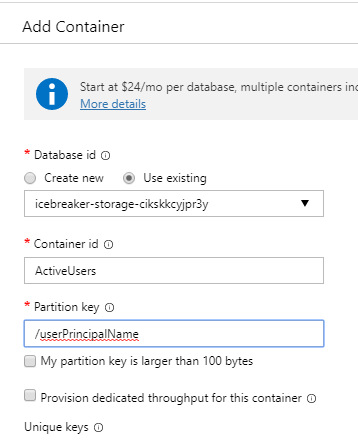 Add Container
Start at $24/mo per database, multiple containers inc
More details
* Database id
Create new Use existing
icebreaker-storage-cikskkcyjpr3y
* Container id
ActiveUsers
* Partition key
/userPrincipalName
My partition key is larger than 100 bytes
Provision dedicated throughput for this container
Unique keys